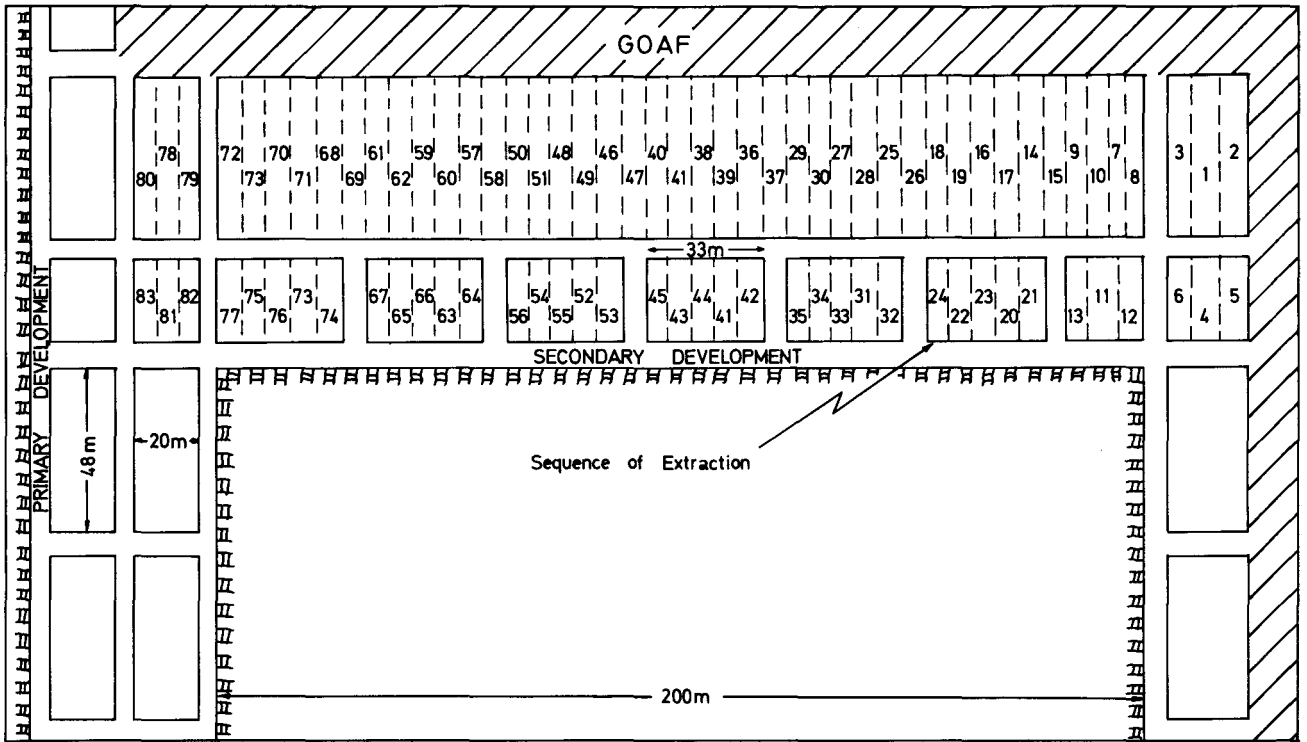 GOAF
78 72 70 68 61 59 57 50 48 46 40 38 36 29 27 25 18 16 14 9 7 3 2
80 79 73 71 69 62 60 58 51 49 47 41 39 37 30 28 26 19 17 15 10 8 1
33m
83 82 75 73 67 66 64 54 52 45 44 42 34 31 24 23 21 11 6 5
81 77 76 74 65 63 56 55 53 43 41 35 33 32 22 20 13 12 4
SECONDARY DEVELOPMENT
PRIMARY DEVELOPMENT
48m
20m
Sequence of Extraction
200m